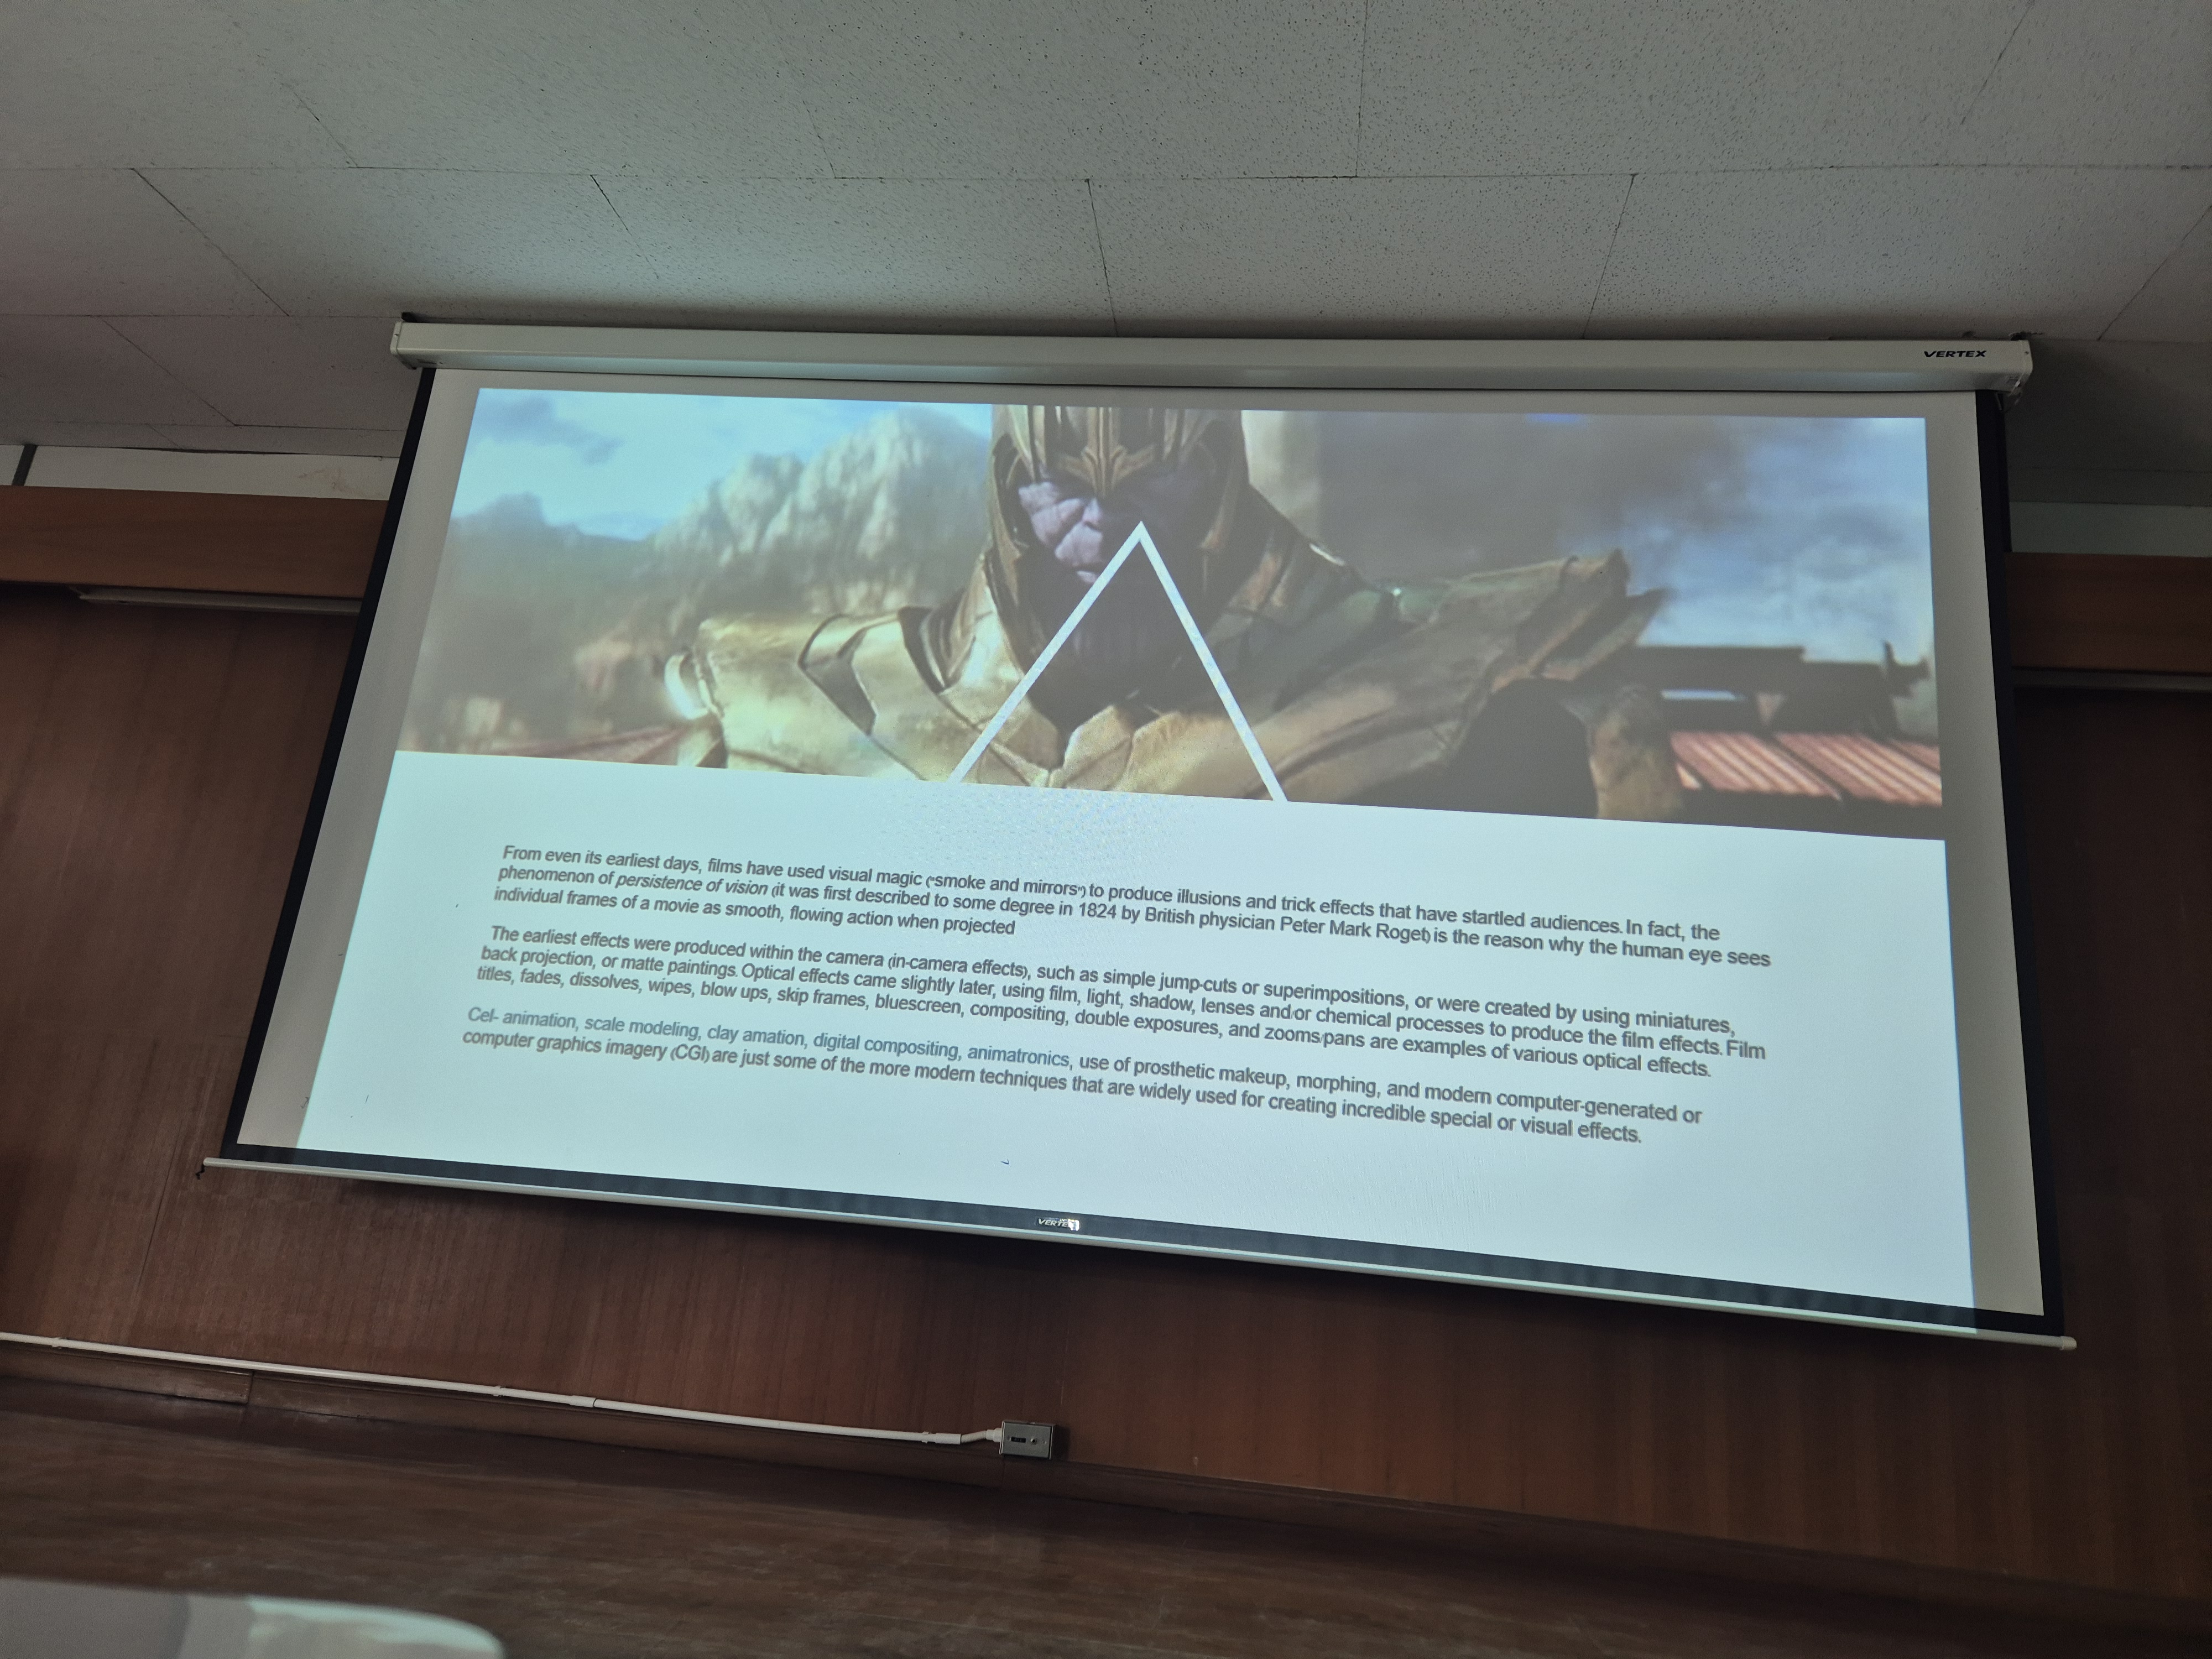 VERTEX
From even its earliest days, films have used visual magic ("smoke and mirrors") to produce illusions and trick effects that have startled audiences. In fact, the
phenomenon of persistence of vision (it was first described to some degree in 1824 by British physician Peter Mark Roget) is the reason why the human eye sees
individual frames of a movie as smooth, flowing action when projected
The earliest effects were produced within the camera (in-camera effects), such as simple jump-cuts or superimpositions, or were created by using miniatures,
back projection, or matte paintings. Optical effects came slightly later, using film, light, shadow, lenses and/or chemical processes to produce the film effects. Film
titles, fades, dissolves, wipes, blow ups, skip frames, bluescreen, compositing, double exposures, and zooms/pans are examples of various optical effects.
Cel- animation, scale modeling, clay amation, digital compositing, animatronics, use of prosthetic makeup, morphing, and modern computer-generated or
computer graphics imagery (CGI) are just some of the more modern techniques that are widely used for creating incredible special or visual effects.
VERTEX